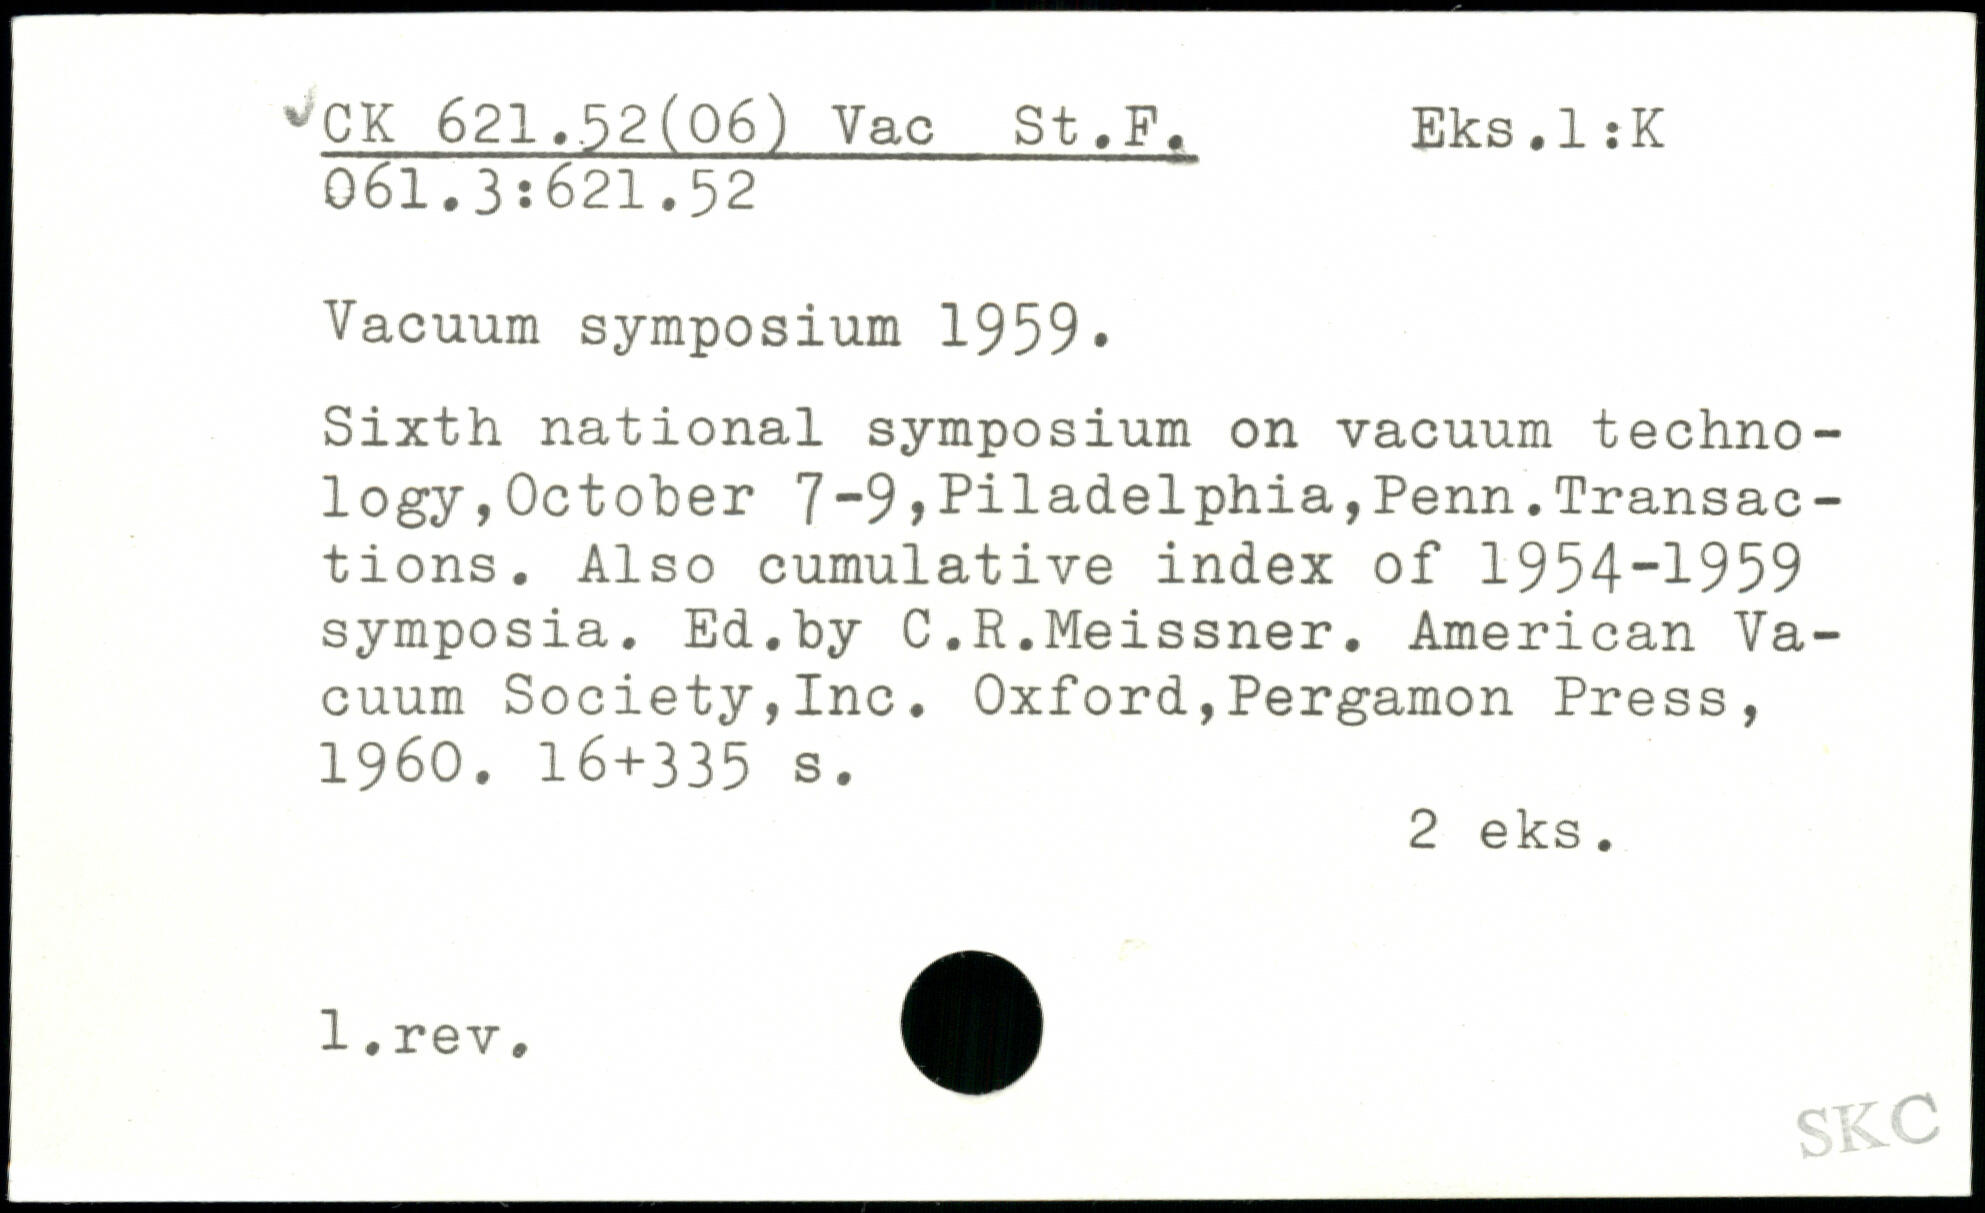 CK 621.52(06) Vac St.F. Eks.1:K
061.3:621.52
Vacuum symposium 1959.
Sixth national symposium on vacuum techno-
logy,October 7-9,Piladelphia,Penn.Transac-
tions. Also cumulative index of 1954-1959
symposia. Ed.by C.R.Meissner. American Va-
cuum Society,Inc. Oxford,Pergamon Press,
1960. 16+335 s.
2 eks.
1.rev.
SKC